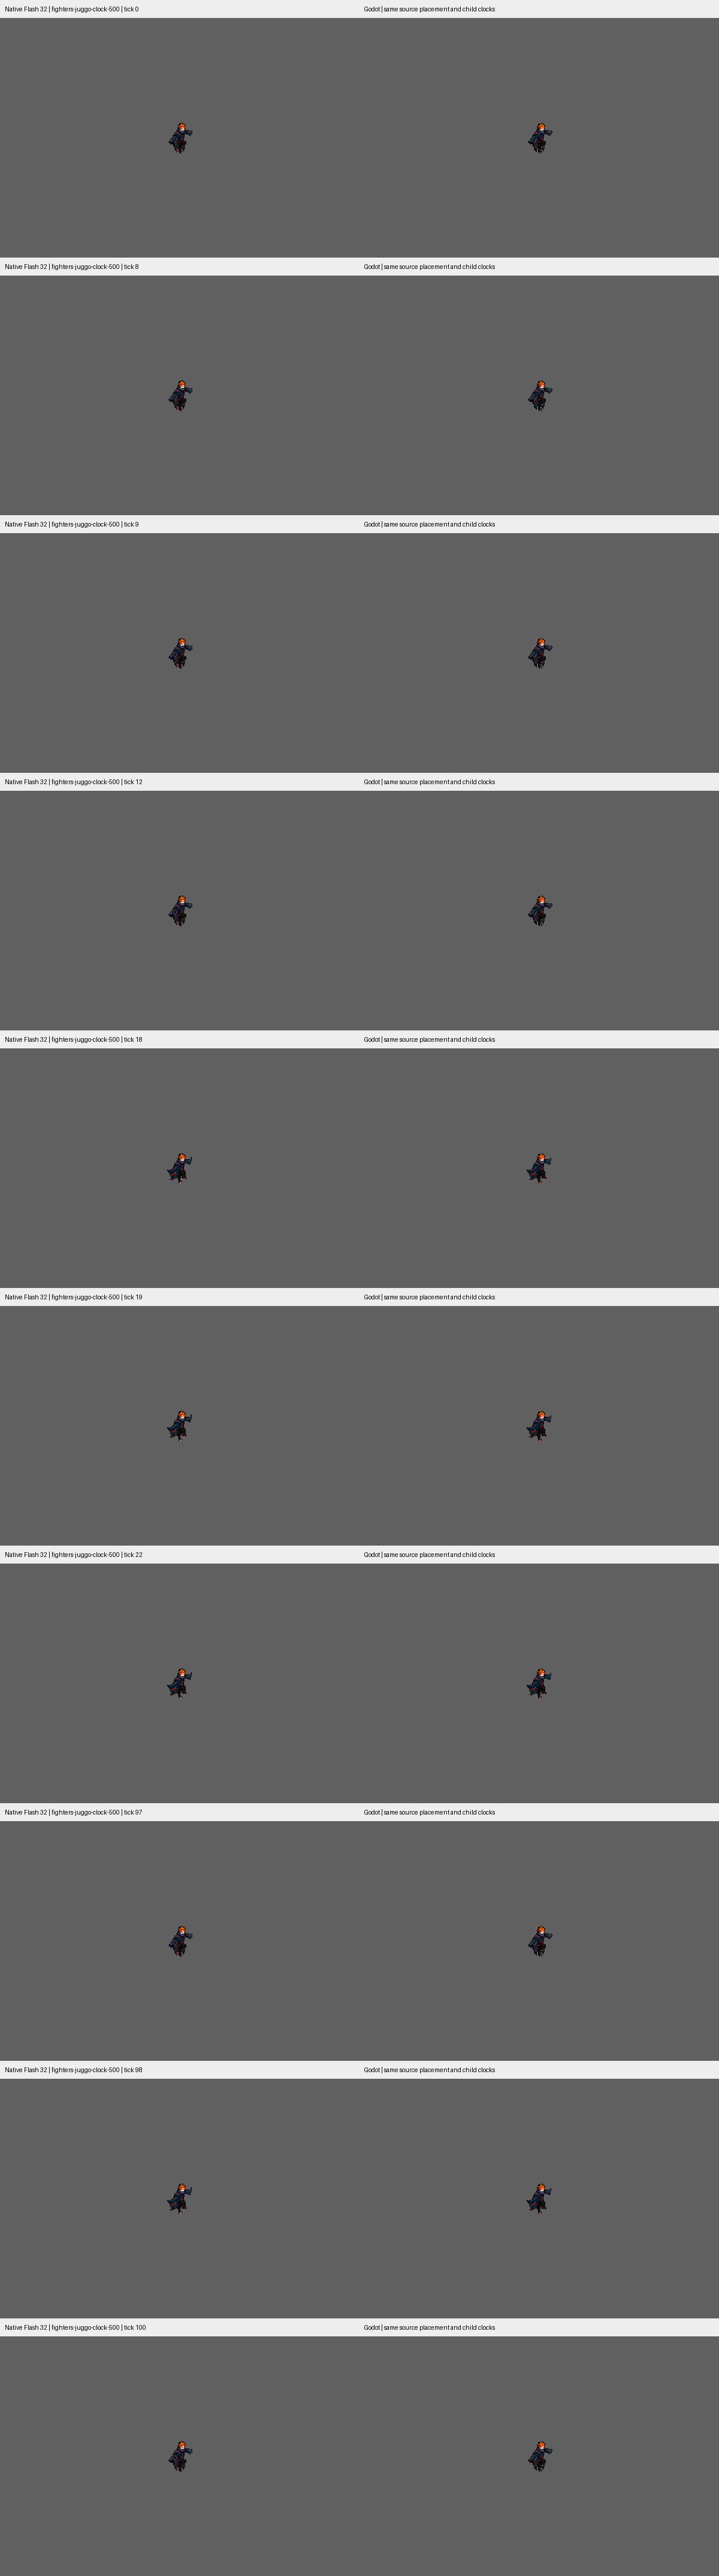 Native Flash 32 | fighters-juggo-clock-500 | tick 0
Godot | same source placement and child clocks
Native Flash 32 | fighters-juggo-clock-500 | tick 8
Godot | same source placement and child clocks
Native Flash 32 | fighters-juggo-clock-500 | tick 9
Godot | same source placement and child clocks
Native Flash 32 | fighters-juggo-clock-500 | tick 12
Godot | same source placement and child clocks
Native Flash 32 | fighters-juggo-clock-500 | tick 18
Godot | same source placement and child clocks
Native Flash 32 | fighters-juggo-clock-500 | tick 19
Godot | same source placement and child clocks
Native Flash 32 | fighters-juggo-clock-500 | tick 22
Godot | same source placement and child clocks
Native Flash 32 | fighters-juggo-clock-500 | tick 97
Godot | same source placement and child clocks
Native Flash 32 | fighters-juggo-clock-500 | tick 98
Godot | same source placement and child clocks
Native Flash 32 | fighters-juggo-clock-500 | tick 100
Godot | same source placement and child clocks